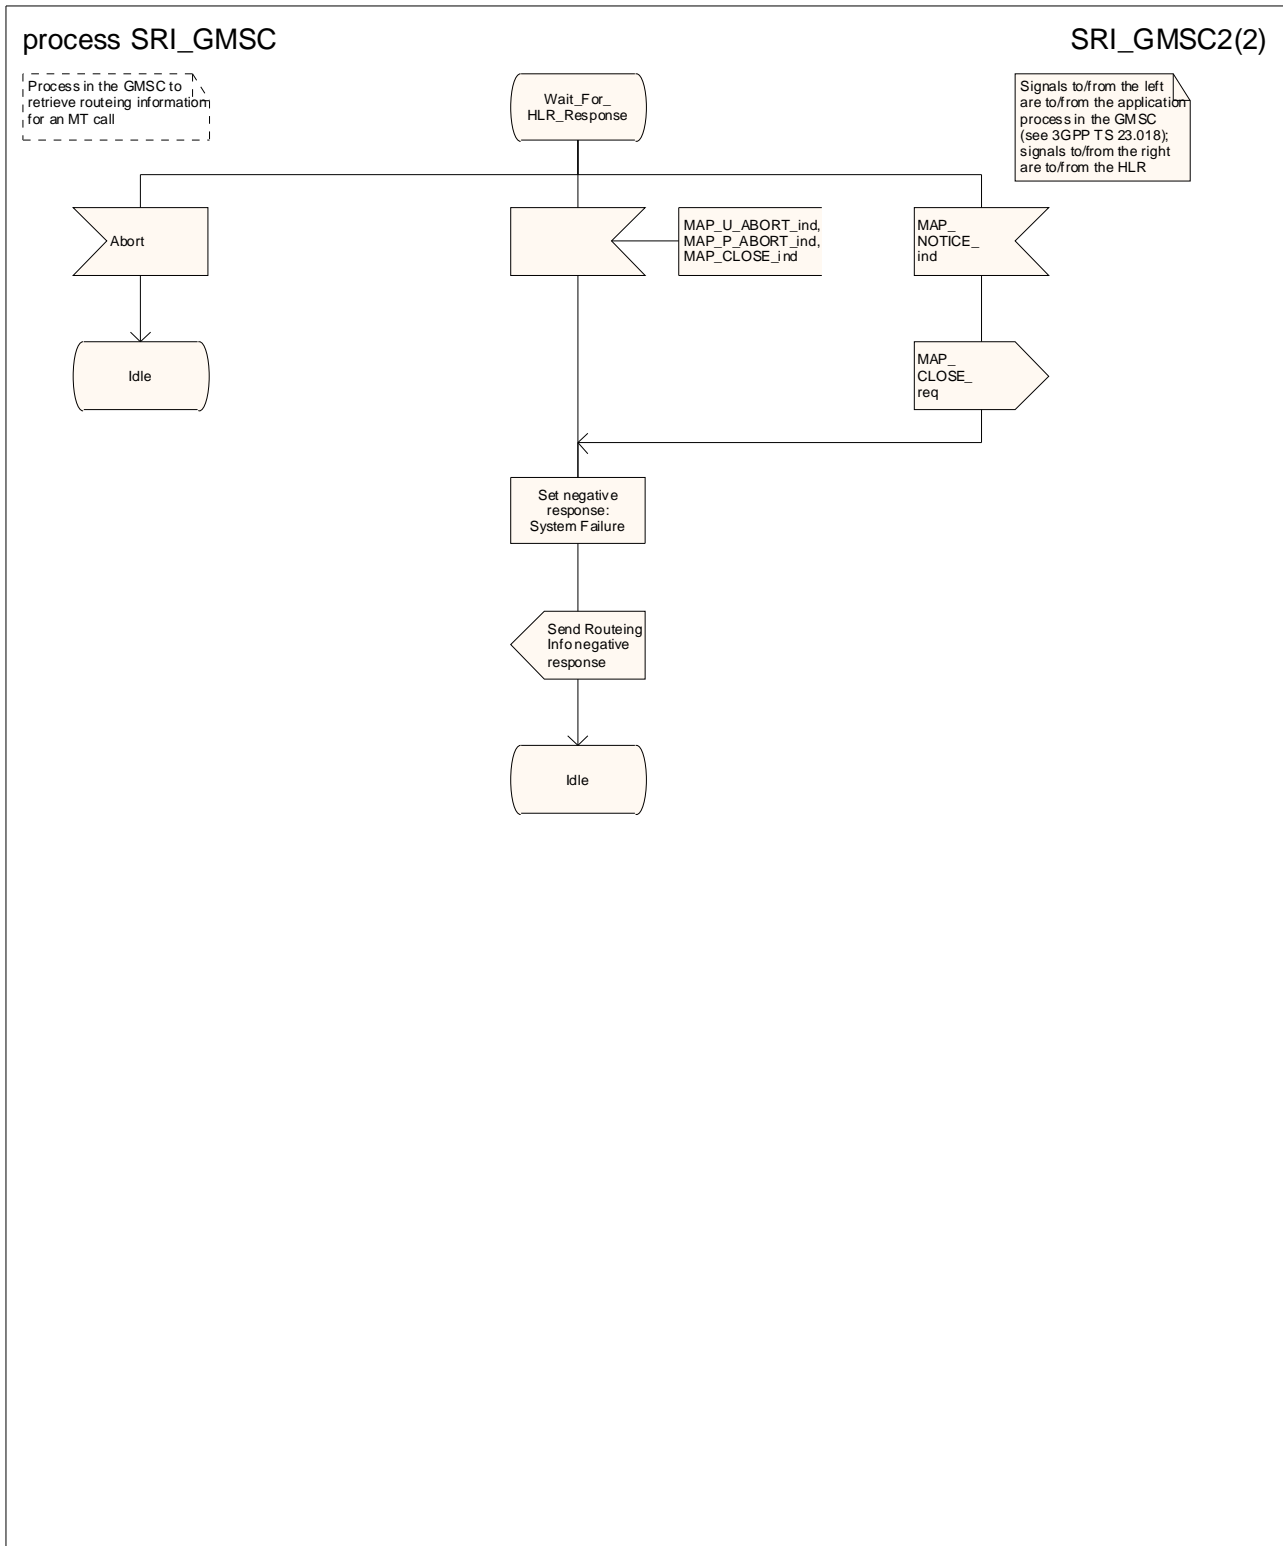 process SRI_GMSC
SRI_GMSC2(2)
Process in the GMSC to
retrieve routeing information
for an MT call
Wait_For_
HLR_Response
Signals to/from the left
are to/from the application
process in the GMSC
(see 3GPP TS 23.018);
signals to/from the right
are to/from the HLR
Abort
MAP_U_ABORT_ind,
MAP_P_ABORT_ind,
MAP_CLOSE_ind
MAP_
NOTICE_
ind
Idle
MAP_
CLOSE_
req
Set negative
response:
System Failure
Send Routeing
Info negative
response
Idle